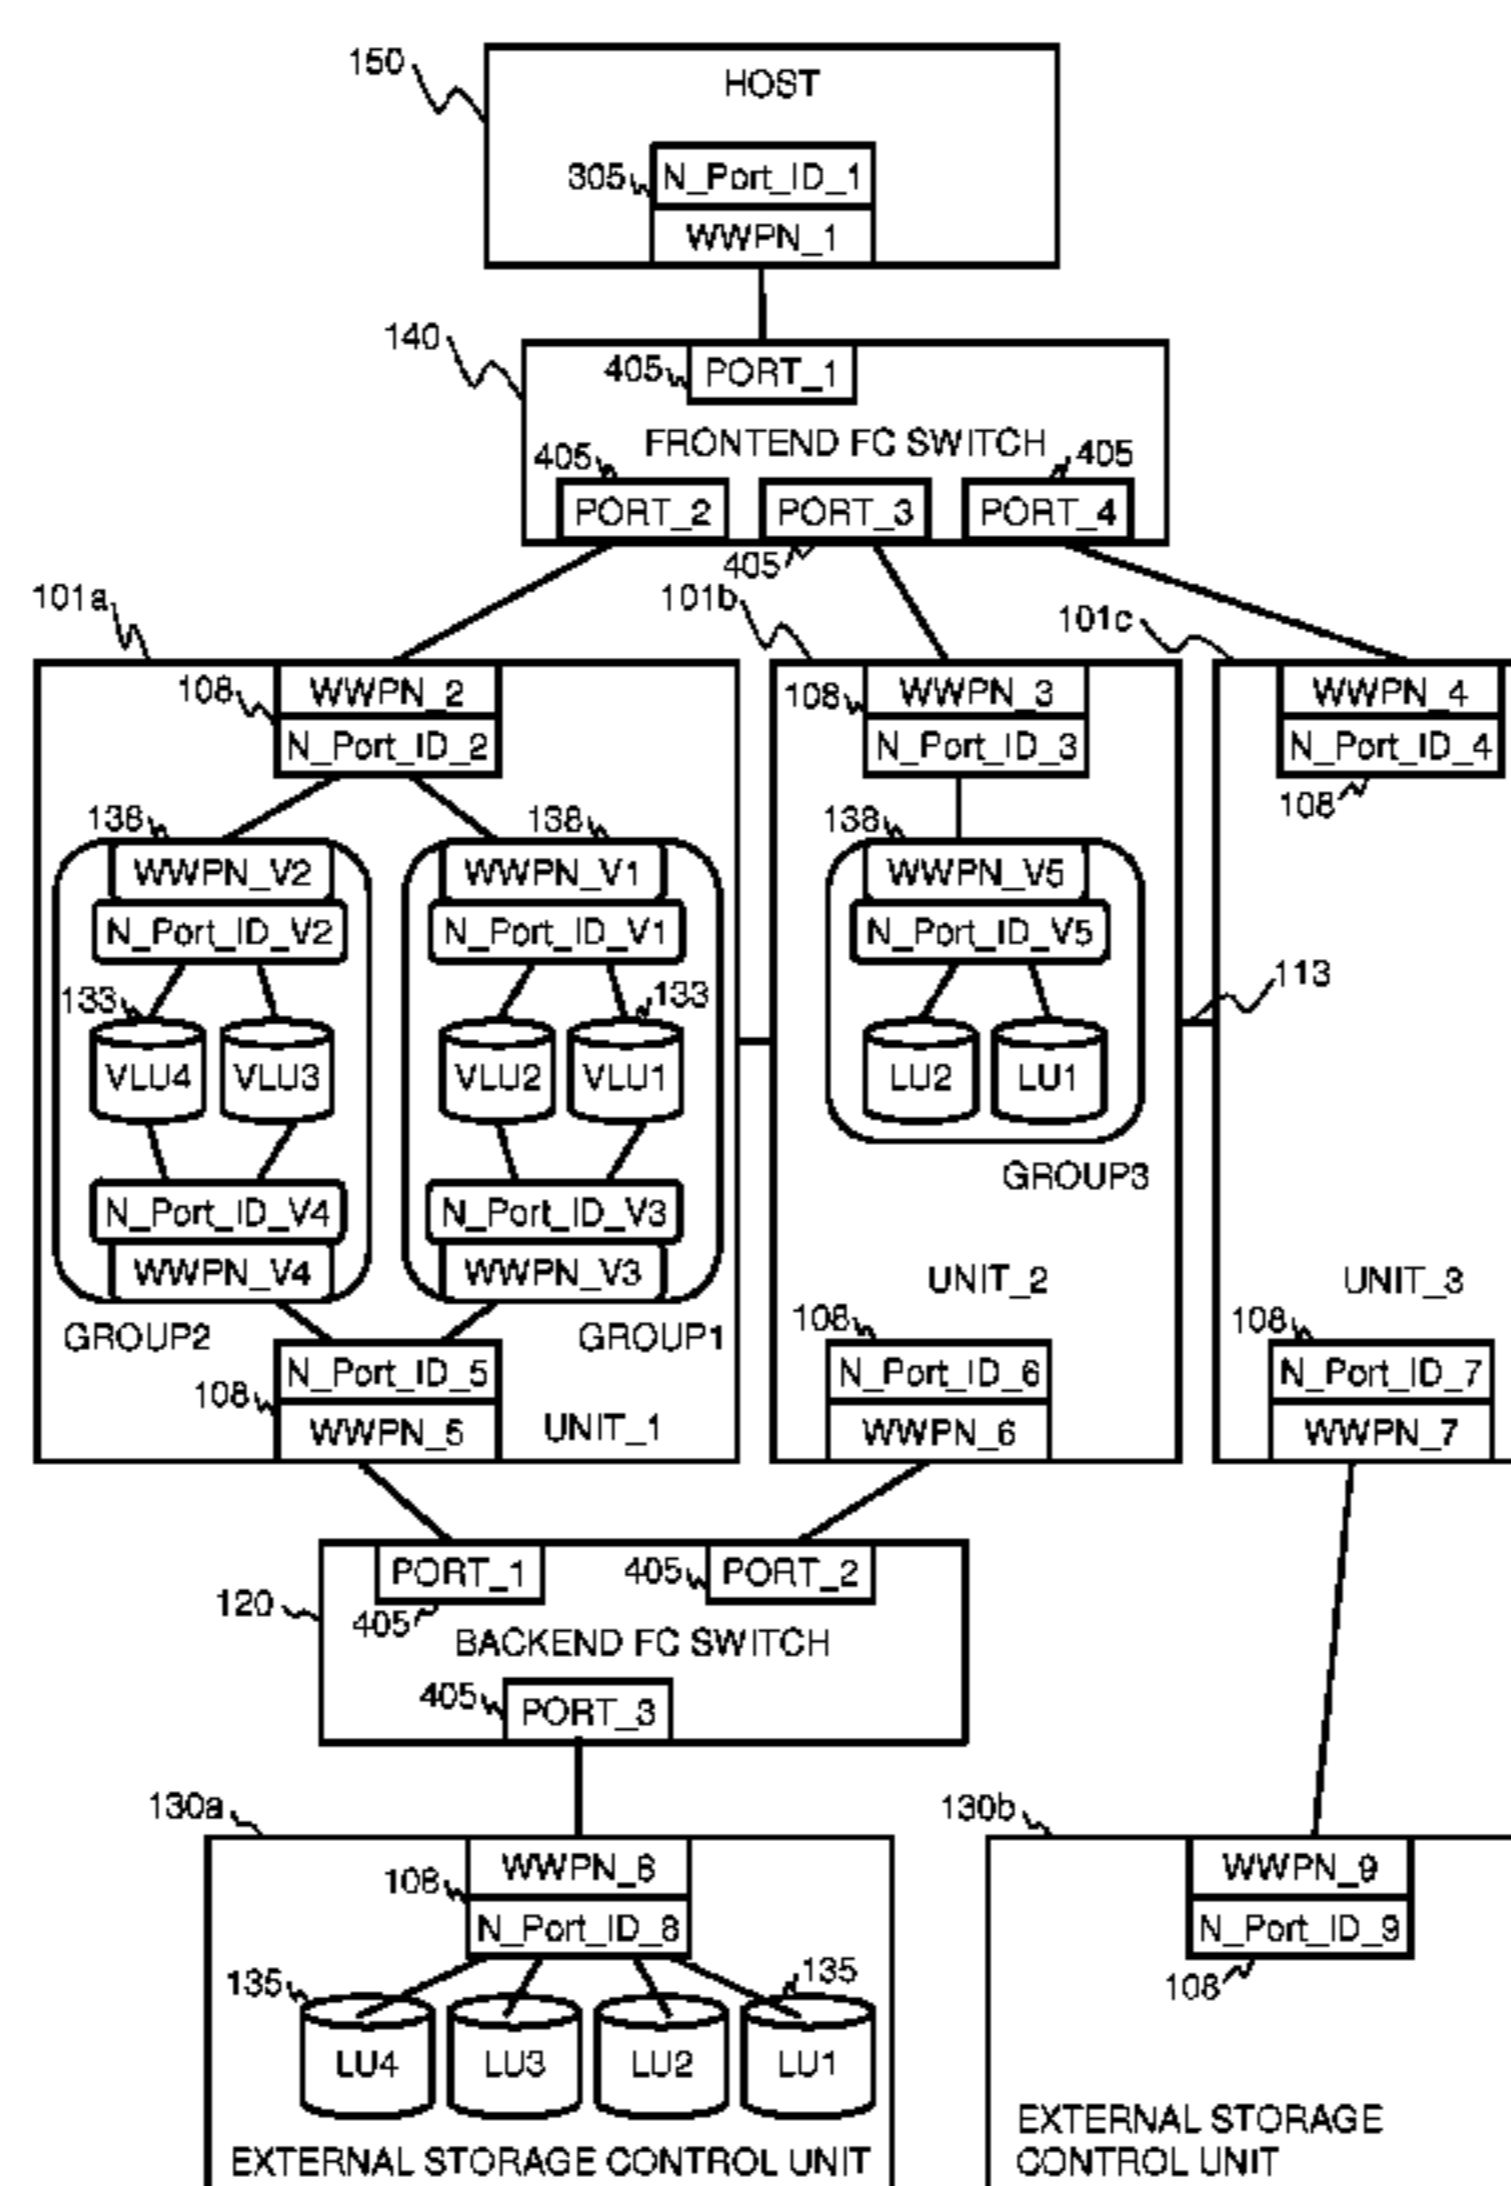 150
HOST
305
N_Port_ID_1
WWPN_1
140
405
PORT_1
FRONTEND FC SWITCH
405
405
PORT_2
PORT_3
PORT_4
405
101a
101b
101c
108
WWPN_2
N_Port_ID_2
108
WWPN_3
N_Port_ID_3
WWPN_4
N_Port_ID_4
108
138
138
138
WWPN_V2
WWPN_V1
WWPN_V5
N_Port_ID_V2
N_Port_ID_V1
N_Port_ID_V5
133
133
113
VLU4
VLU3
VLU2
VLU1
LU2
LU1
GROUP3
N_Port_ID_V4
N_Port_ID_V3
WWPN_V4
WWPN_V3
UNIT_2
UNIT_3
GROUP2
GROUP1
108
108
N_Port_ID_5
N_Port_ID_6
N_Port_ID_7
108
WWPN_5
UNIT_1
WWPN_6
WWPN_7
PORT_1
405
PORT_2
120
405
BACKEND FC SWITCH
405
PORT_3
130a
130b
WWPN_8
WWPN_9
108
N_Port_ID_8
N_Port_ID_9
108
135
135
LU4
LU3
LU2
LU1
EXTERNAL STORAGE CONTROL UNIT
EXTERNAL STORAGE
CONTROL UNIT